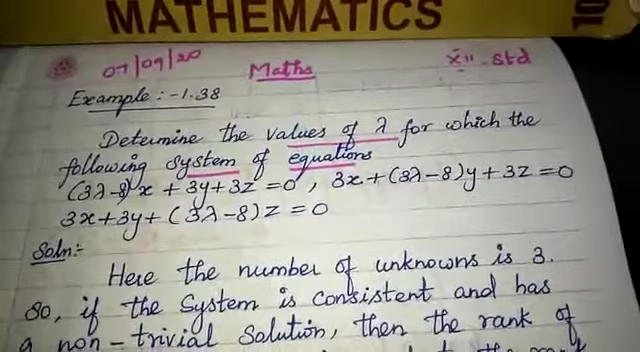 MATHEMATICS
10
07/09/20 Maths XII. std
Example:-1.38
Determine the values of λ for which the
following system of equations
(3λ-8)x + 3y+3z =0, 3x+(3λ-8)y+3z=0
3x+3y+(3λ-8)z=0
Soln:-
Here the number of unknowns is 3.
So, if the System is consistent and has
a non-trivial solution, then the rank of